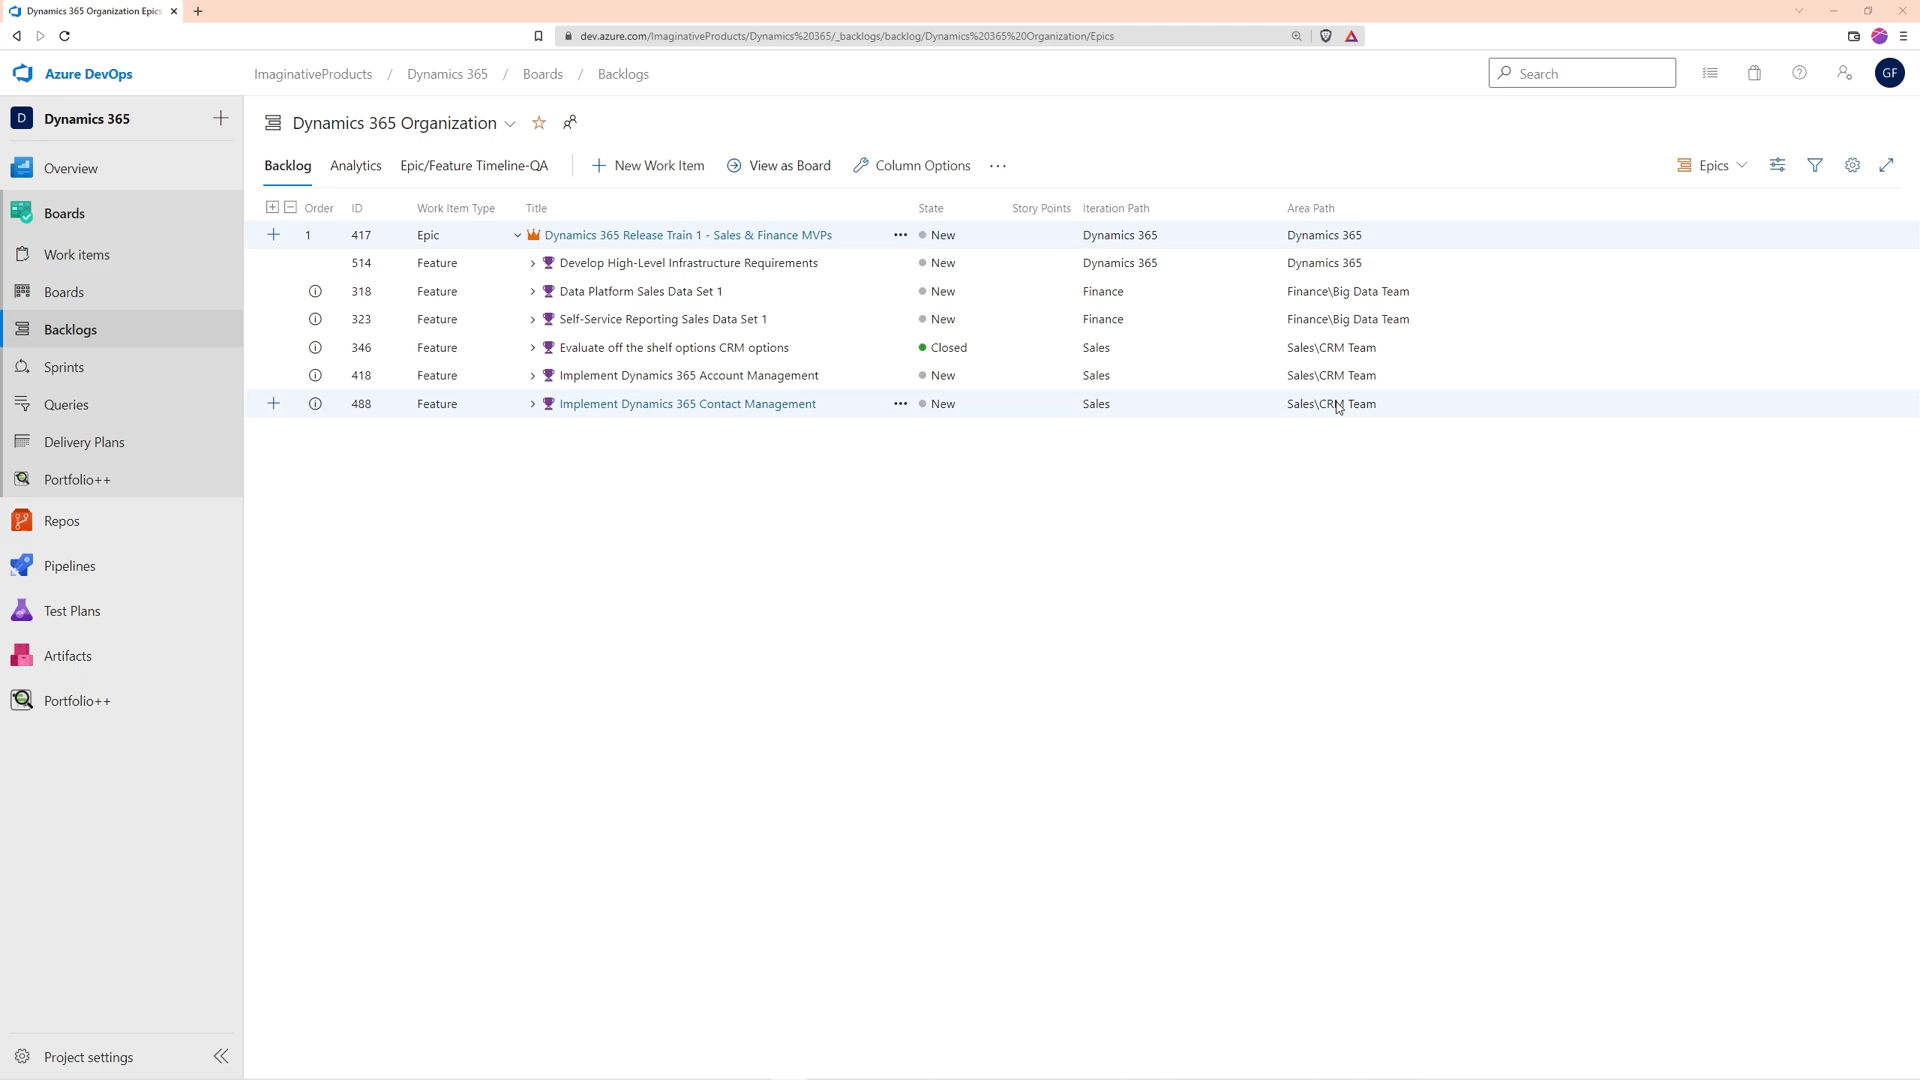 Dynamics 365 Organization Epics
dev.azure.com/ImaginativeProducts/Dynamics%20365/_backlogs/backlog/Dynamics%20365%20Organization/Epics
Azure DevOps
ImaginativeProducts / Dynamics 365 / Boards / Backlogs
Search
GF
D Dynamics 365
Overview
Boards
Work items
Boards
Backlogs
Sprints
Queries
Delivery Plans
Portfolio++
Repos
Pipelines
Test Plans
Artifacts
Portfolio++
Project settings
Dynamics 365 Organization
Backlog Analytics Epic/Feature Timeline-QA New Work Item View as Board Column Options Epics
Order ID Work Item Type Title State Story Points Iteration Path Area Path
1 417 Epic Dynamics 365 Release Train 1 - Sales & Finance MVPs New Dynamics 365 Dynamics 365
514 Feature Develop High-Level Infrastructure Requirements New Dynamics 365 Dynamics 365
318 Feature Data Platform Sales Data Set 1 New Finance Finance\Big Data Team
323 Feature Self-Service Reporting Sales Data Set 1 New Finance Finance\Big Data Team
346 Feature Evaluate off the shelf options CRM options Closed Sales Sales\CRM Team
418 Feature Implement Dynamics 365 Account Management New Sales Sales\CRM Team
488 Feature Implement Dynamics 365 Contact Management New Sales Sales\CRM Team